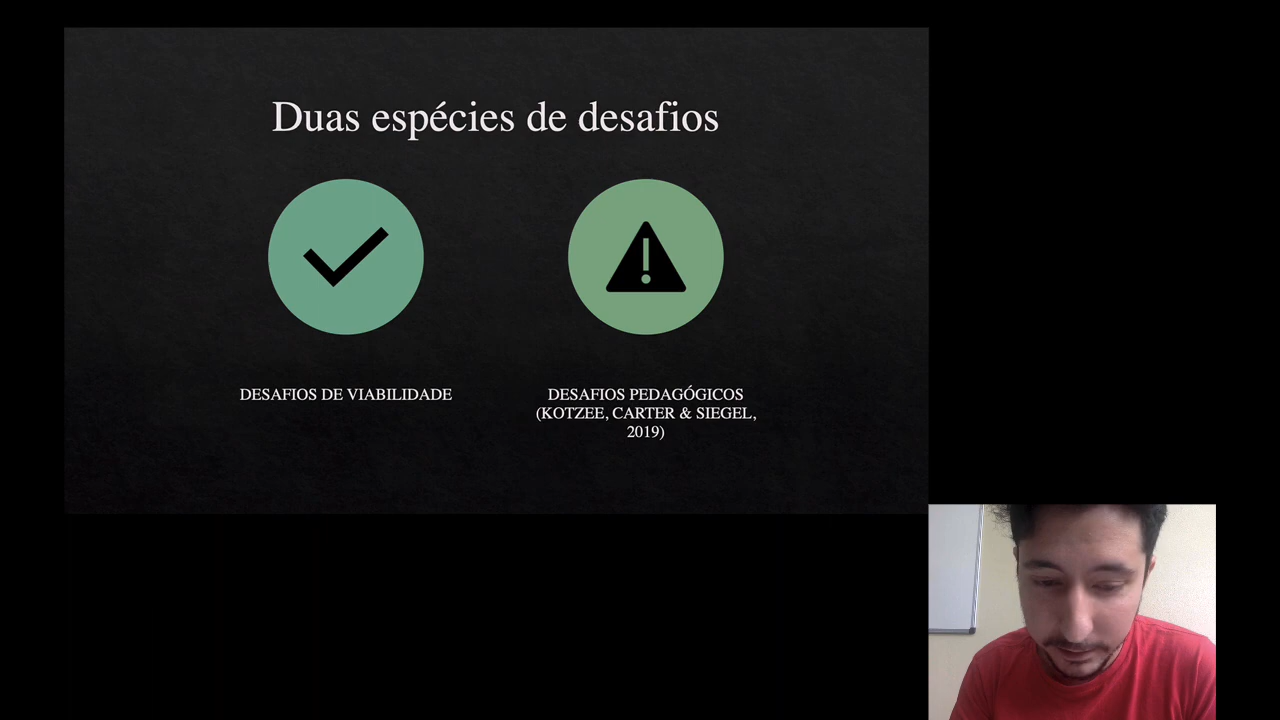 Duas espécies de desafios
DESAFIOS DE VIABILIDADE
DESAFIOS PEDAGÓGICOS
(KOTZEE, CARTER & SIEGEL,
2019)